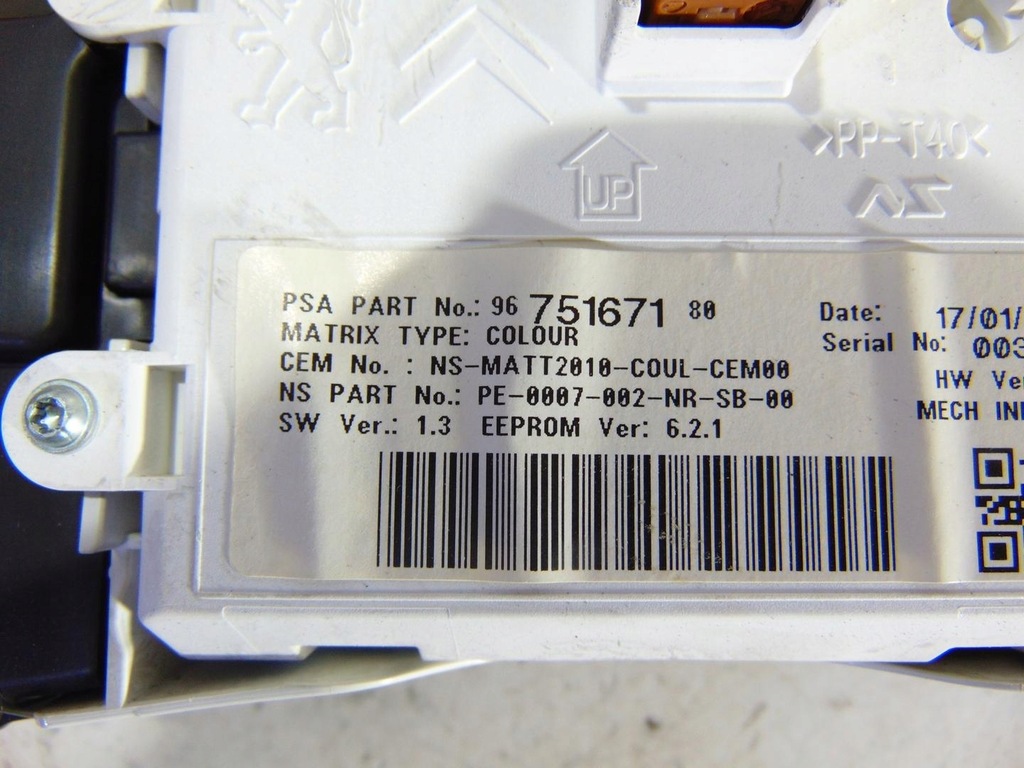 >PP-T40<
UP
PSA PART No.: 96 751671 80
MATRIX TYPE: COLOUR
CEM No. : NS-MATT2010-COUL-CEM00
NS PART No.: PE-0007-002-NR-SB-00
SW Ver.: 1.3 EEPROM Ver: 6.2.1
Date: 17/01/
Serial No: 003
HW Ver
MECH IND